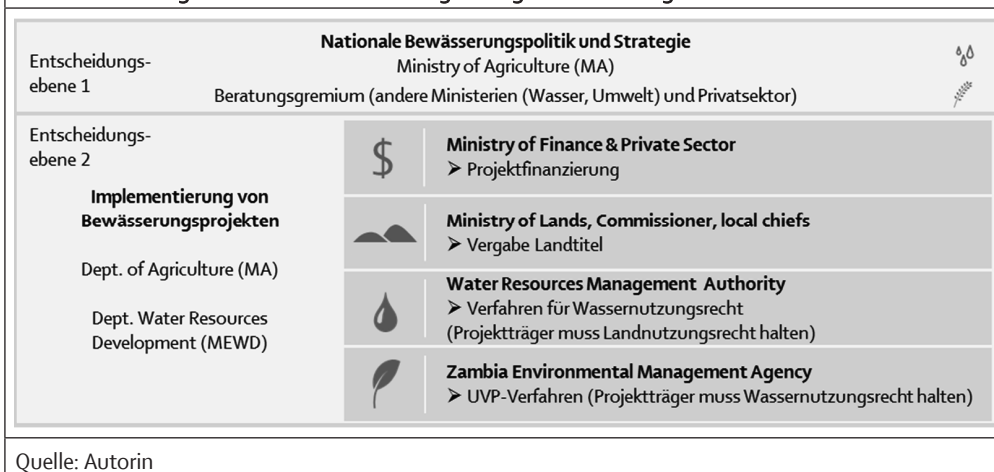 Entscheidungs-
ebene 1
Nationale Bewässerungspolitik und Strategie
Ministry of Agriculture (MA)
Beratungsgremium (andere Ministerien (Wasser, Umwelt) und Privatsektor)
Entscheidungs-
ebene 2
Implementierung von
Bewässerungsprojekten
Dept. of Agriculture (MA)
Dept. Water Resources
Development (MEWD)
$
Ministry of Finance & Private Sector
➢ Projektfinanzierung
Ministry of Lands, Commissioner, local chiefs
➢ Vergabe Landtitel
Water Resources Management Authority
➢ Verfahren für Wassernutzungsrecht
(Projektträger muss Landnutzungsrecht halten)
Zambia Environmental Management Agency
➢ UVP-Verfahren (Projektträger muss Wassernutzungsrecht halten)
Quelle: Autorin